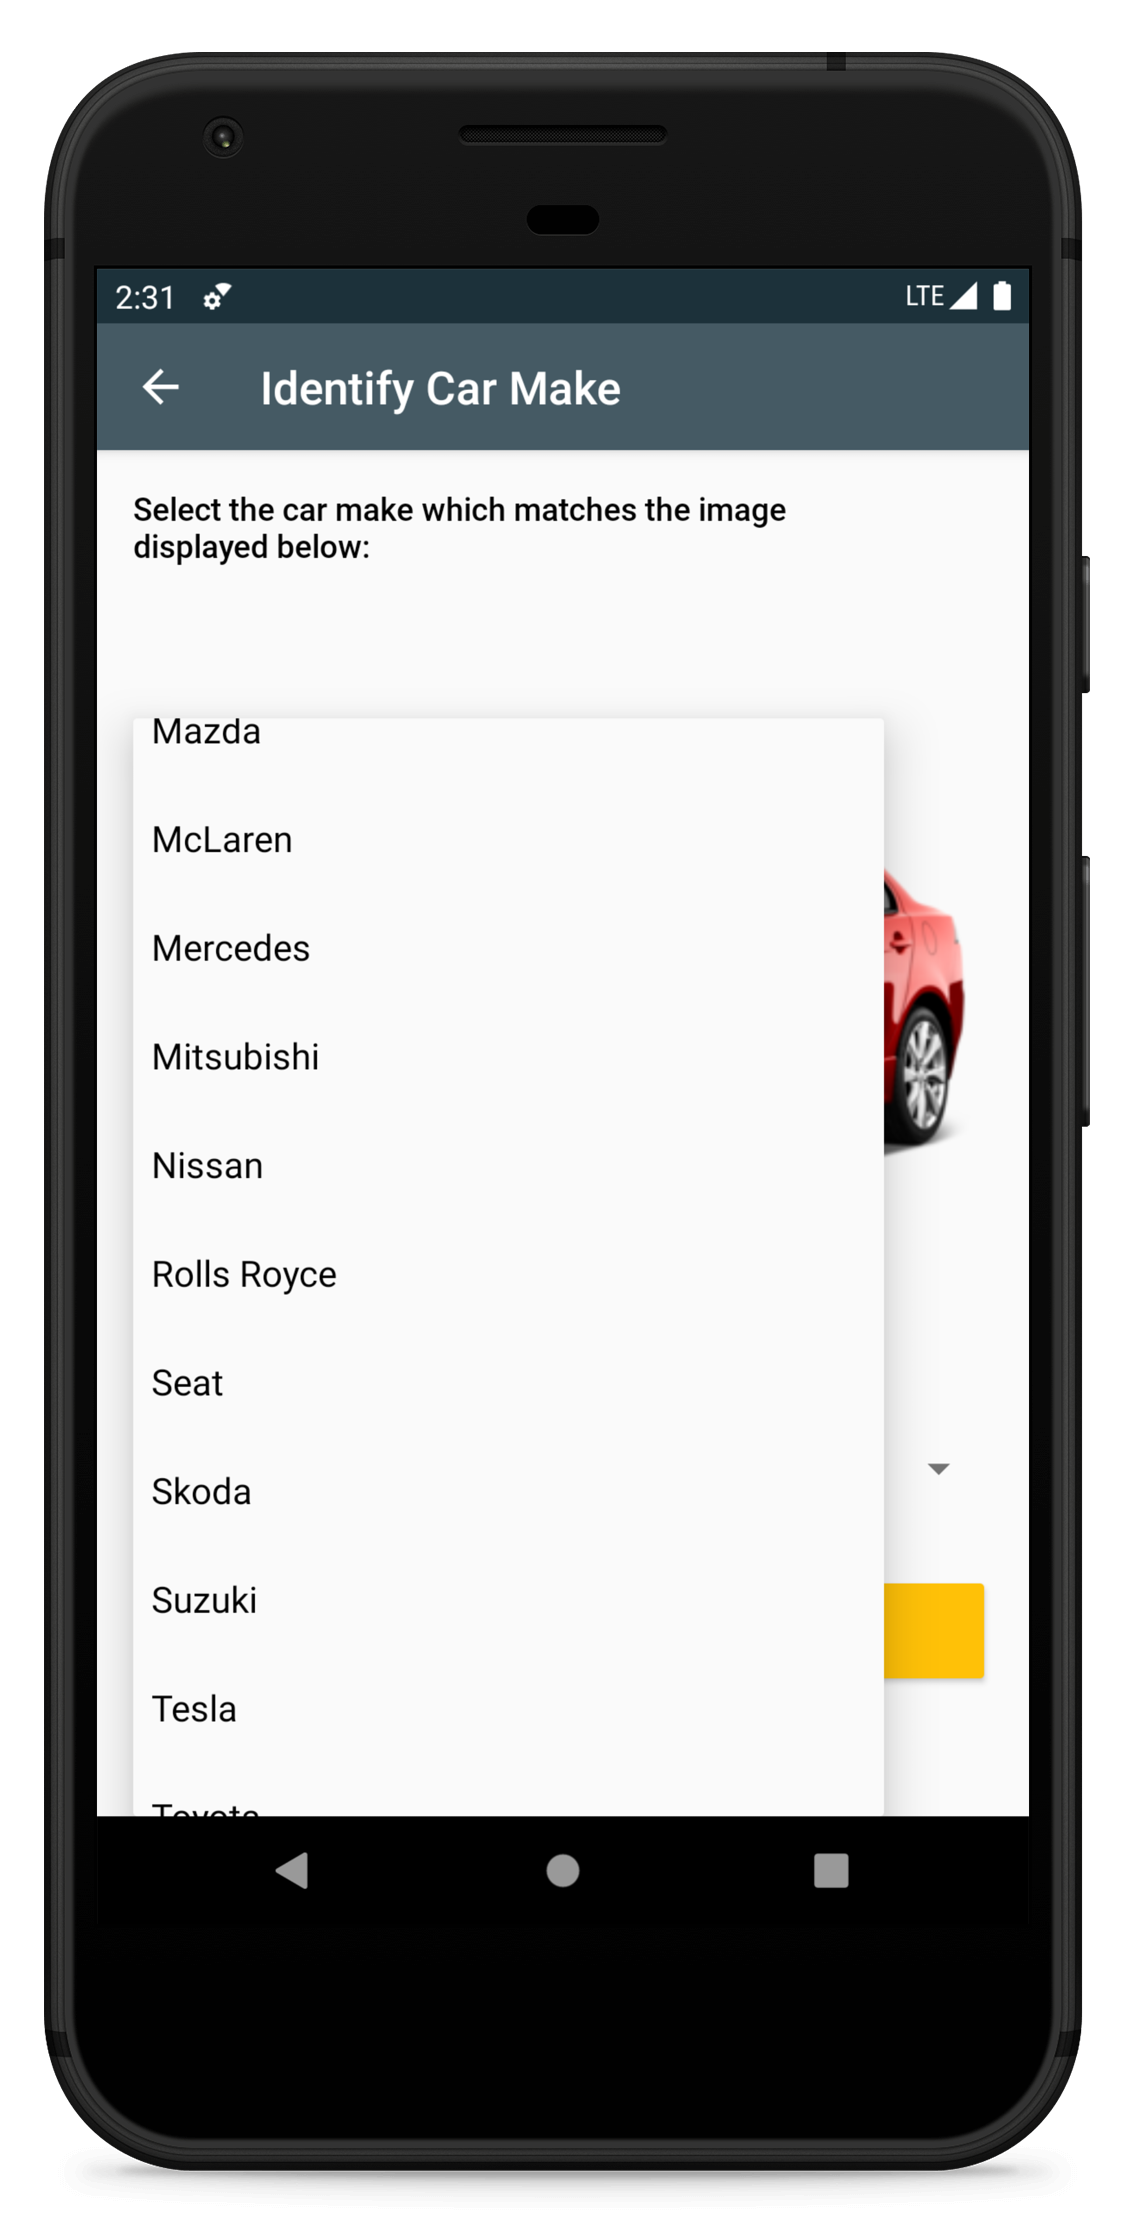 2:31
LTE
Identify Car Make
Select the car make which matches the image
displayed below:
Mazda
McLaren
Mercedes
Mitsubishi
Nissan
Rolls Royce
Seat
Skoda
Suzuki
Tesla
Toyota